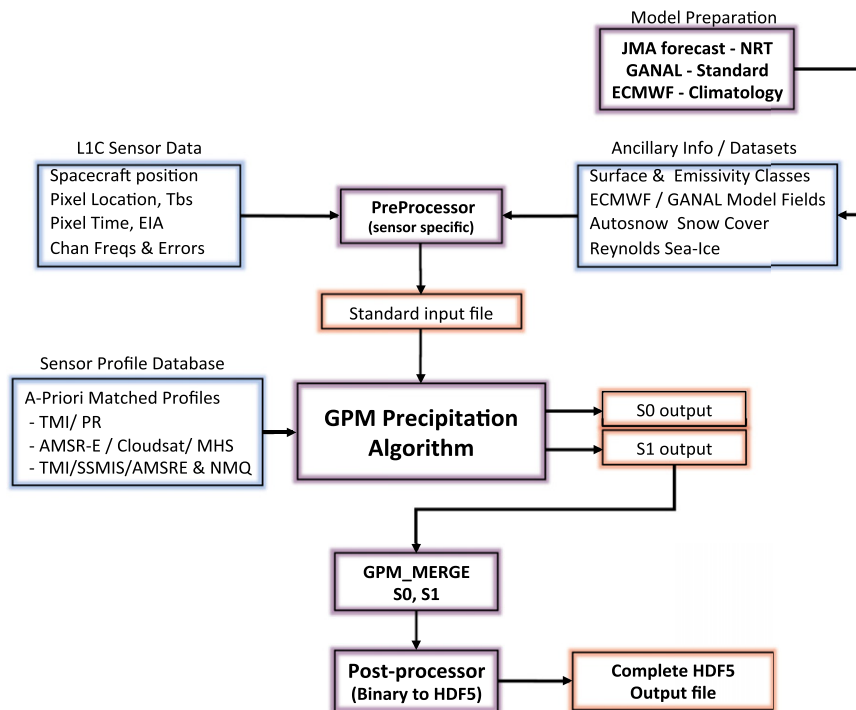 Model Preparation
JMA forecast - NRT
GANAL - Standard
ECMWF - Climatology
L1C Sensor Data
Spacecraft position
Pixel Location, Tbs
Pixel Time, EIA
Chan Freqs & Errors
PreProcessor
(sensor specific)
Ancillary Info / Datasets
Surface & Emissivity Classes
ECMWF / GANAL Model Fields
Autosnow Snow Cover
Reynolds Sea-Ice
Standard input file
Sensor Profile Database
A-Priori Matched Profiles
- TMI/ PR
- AMSR-E / Cloudsat/ MHS
- TMI/SSMIS/AMSRE & NMQ
GPM Precipitation
Algorithm
S0 output
S1 output
GPM_MERGE
S0, S1
Post-processor
(Binary to HDF5)
Complete HDF5
Output file